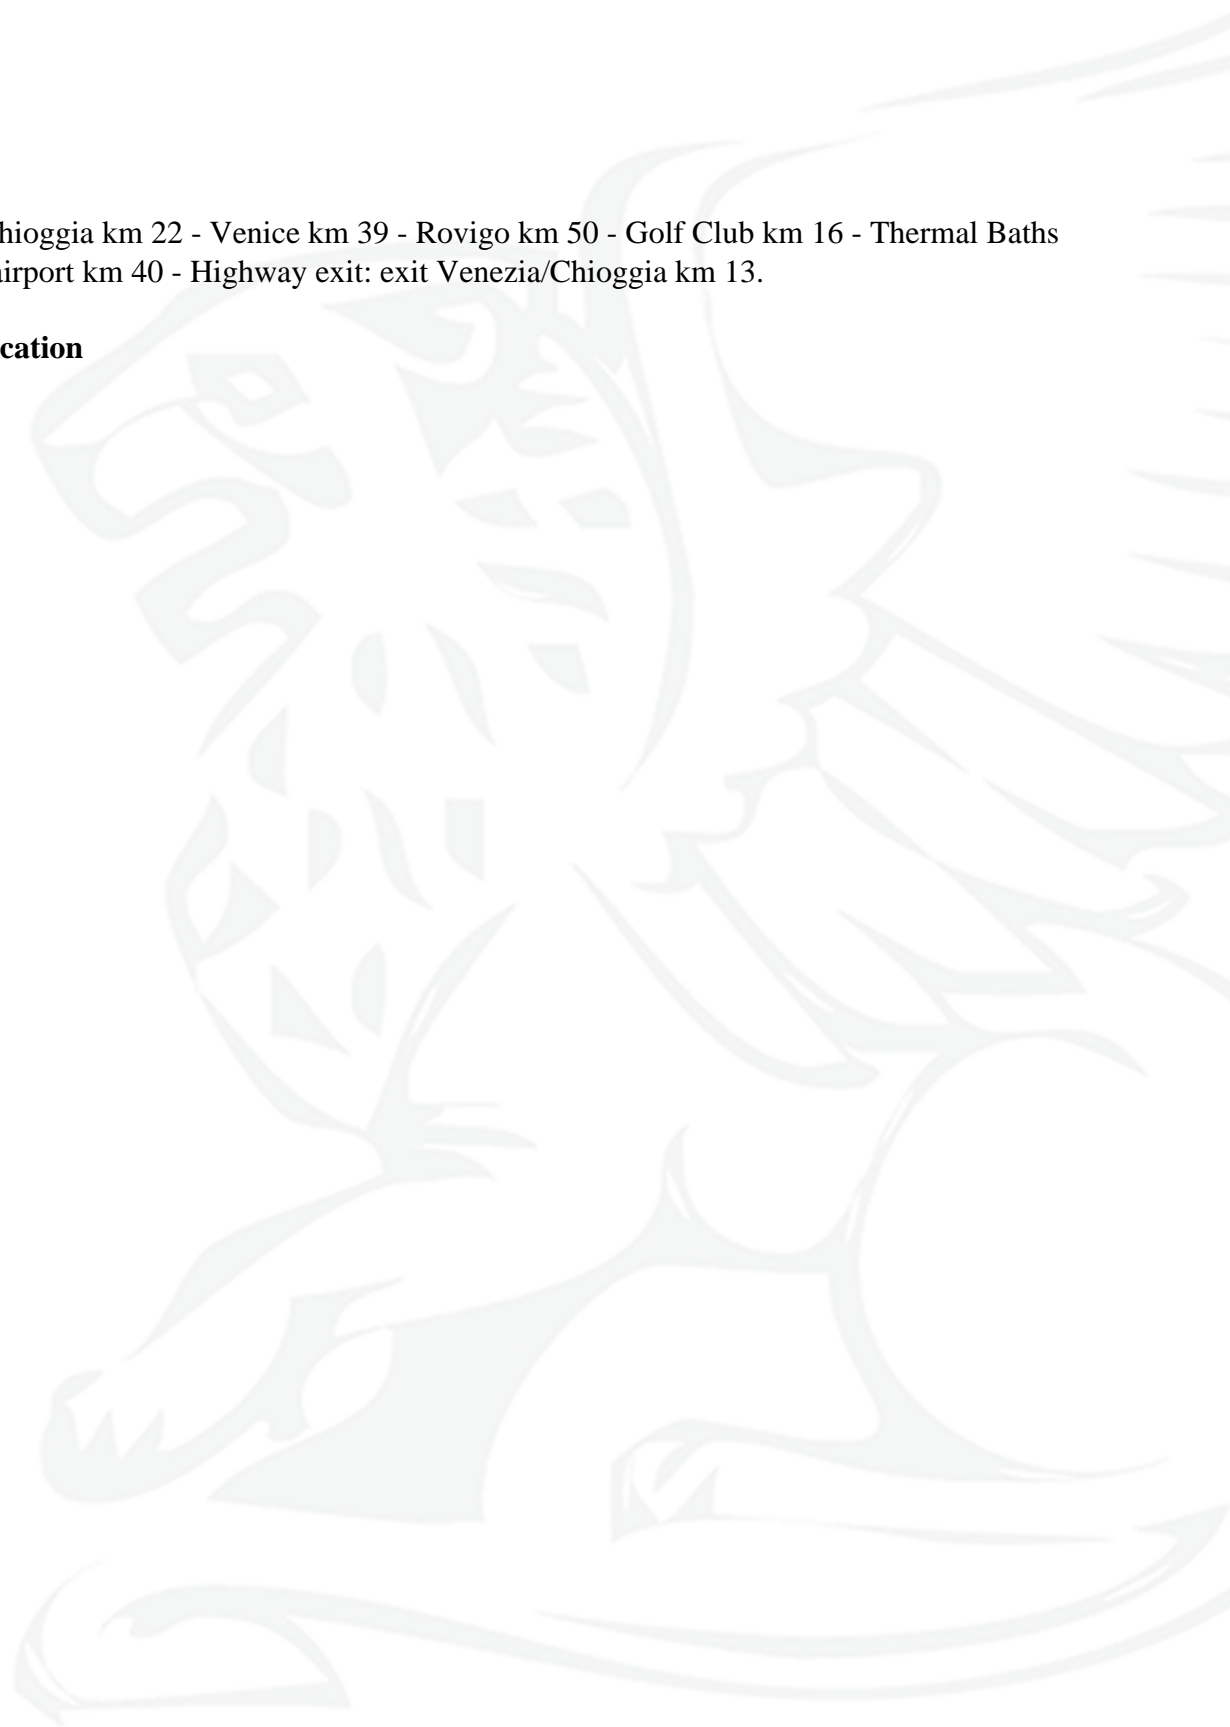 hioggia km 22 - Venice km 39 - Rovigo km 50 - Golf Club km 16 - Thermal Baths
airport km 40 - Highway exit: exit Venezia/Chioggia km 13.
cation